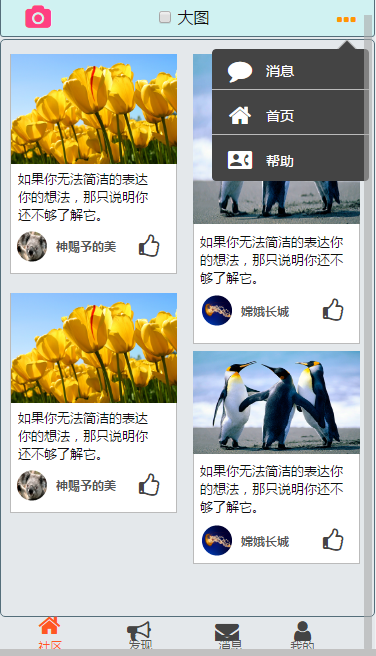 大图
消息
首页
帮助
如果你无法简洁的表达
你的想法，那只说明你
还不够了解它。
神赐予的美
如果你无法简洁的表达你
的想法，那只说明你还不
够了解它。
嫦娥长城
如果你无法简洁的表达
你的想法，那只说明你
还不够了解它。
神赐予的美
如果你无法简洁的表达你
的想法，那只说明你还不
够了解它。
嫦娥长城
社区
发现
消息
我的